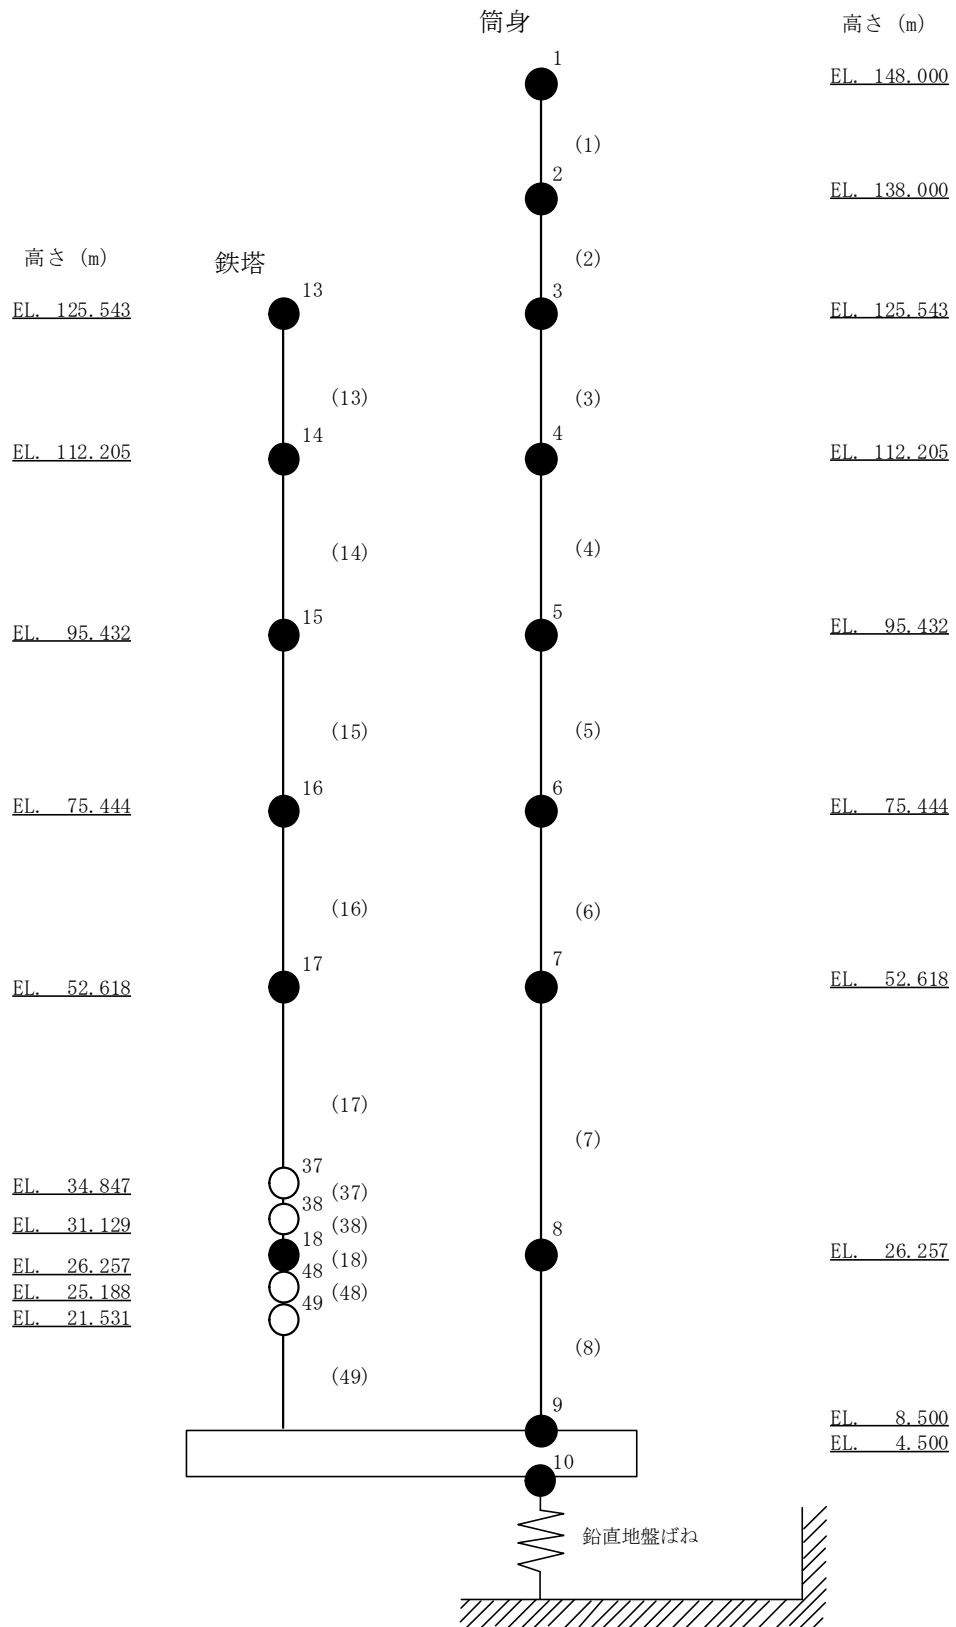 筒身
高さ (m)
1
EL. 148.000
(1)
2
EL. 138.000
(2)
高さ (m)
鉄塔
13
3
EL. 125.543
EL. 125.543
(13)
(3)
14
4
EL. 112.205
EL. 112.205
(14)
(4)
15
5
EL. 95.432
EL. 95.432
(15)
(5)
16
6
EL. 75.444
EL. 75.444
(16)
(6)
17
7
EL. 52.618
EL. 52.618
(17)
(7)
37
EL. 34.847
(37)
38
EL. 31.129
(38)
18
8
EL. 26.257
EL. 26.257
(18)
48
EL. 25.188
(48)
49
EL. 21.531
(8)
(49)
9
EL. 8.500
EL. 4.500
10
鉛直地盤ばね